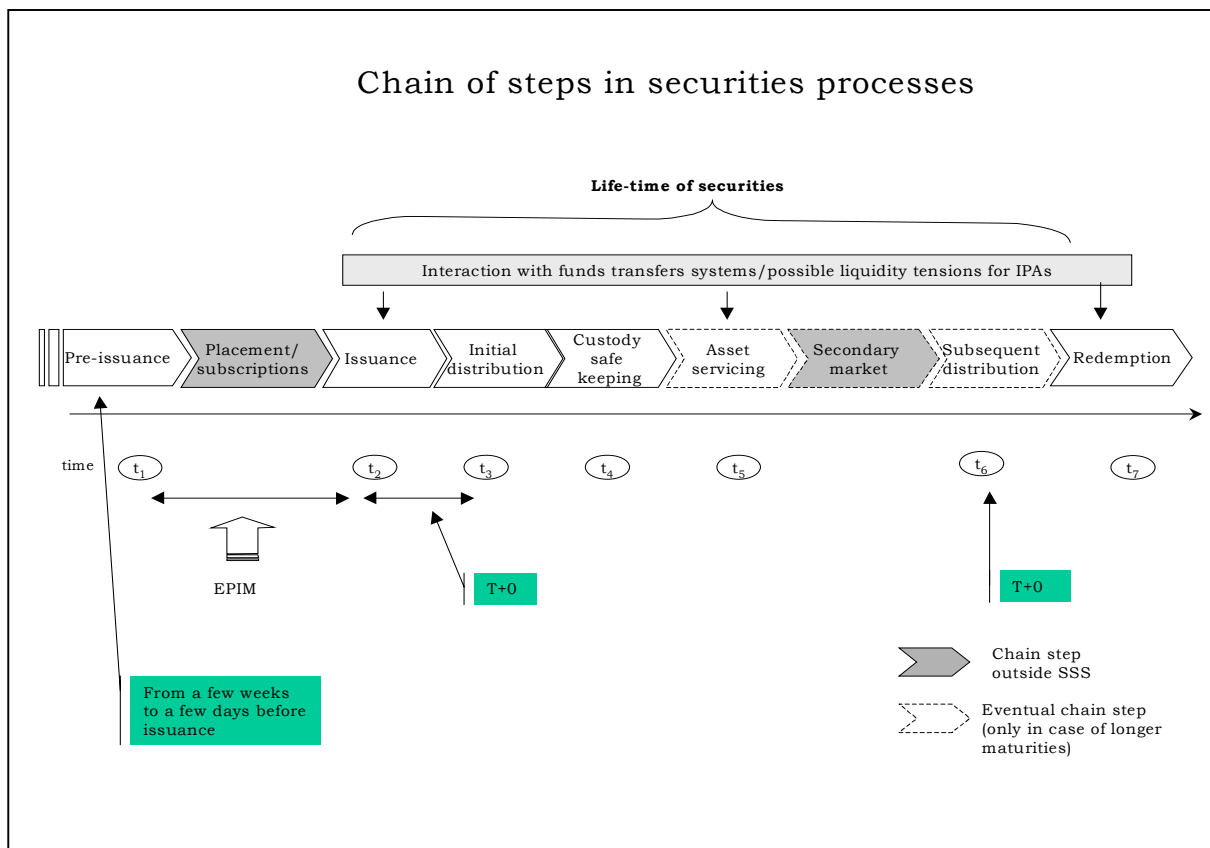 Chain of steps in securities processes
Life-time of securities
Interaction with funds transfers systems/possible liquidity tensions for IPAs
Pre-issuance
Placement/
subscriptions
Issuance
Initial
distribution
Custody
safe
keeping
Asset
servicing
Secondary
market
Subsequent
distribution
Redemption
time
t1
t2
t3
t4
t5
t6
t7
EPIM
T+0
T+0
From a few weeks
to a few days before
issuance
Chain step
outside SSS
Eventual chain step
(only in case of longer
maturities)